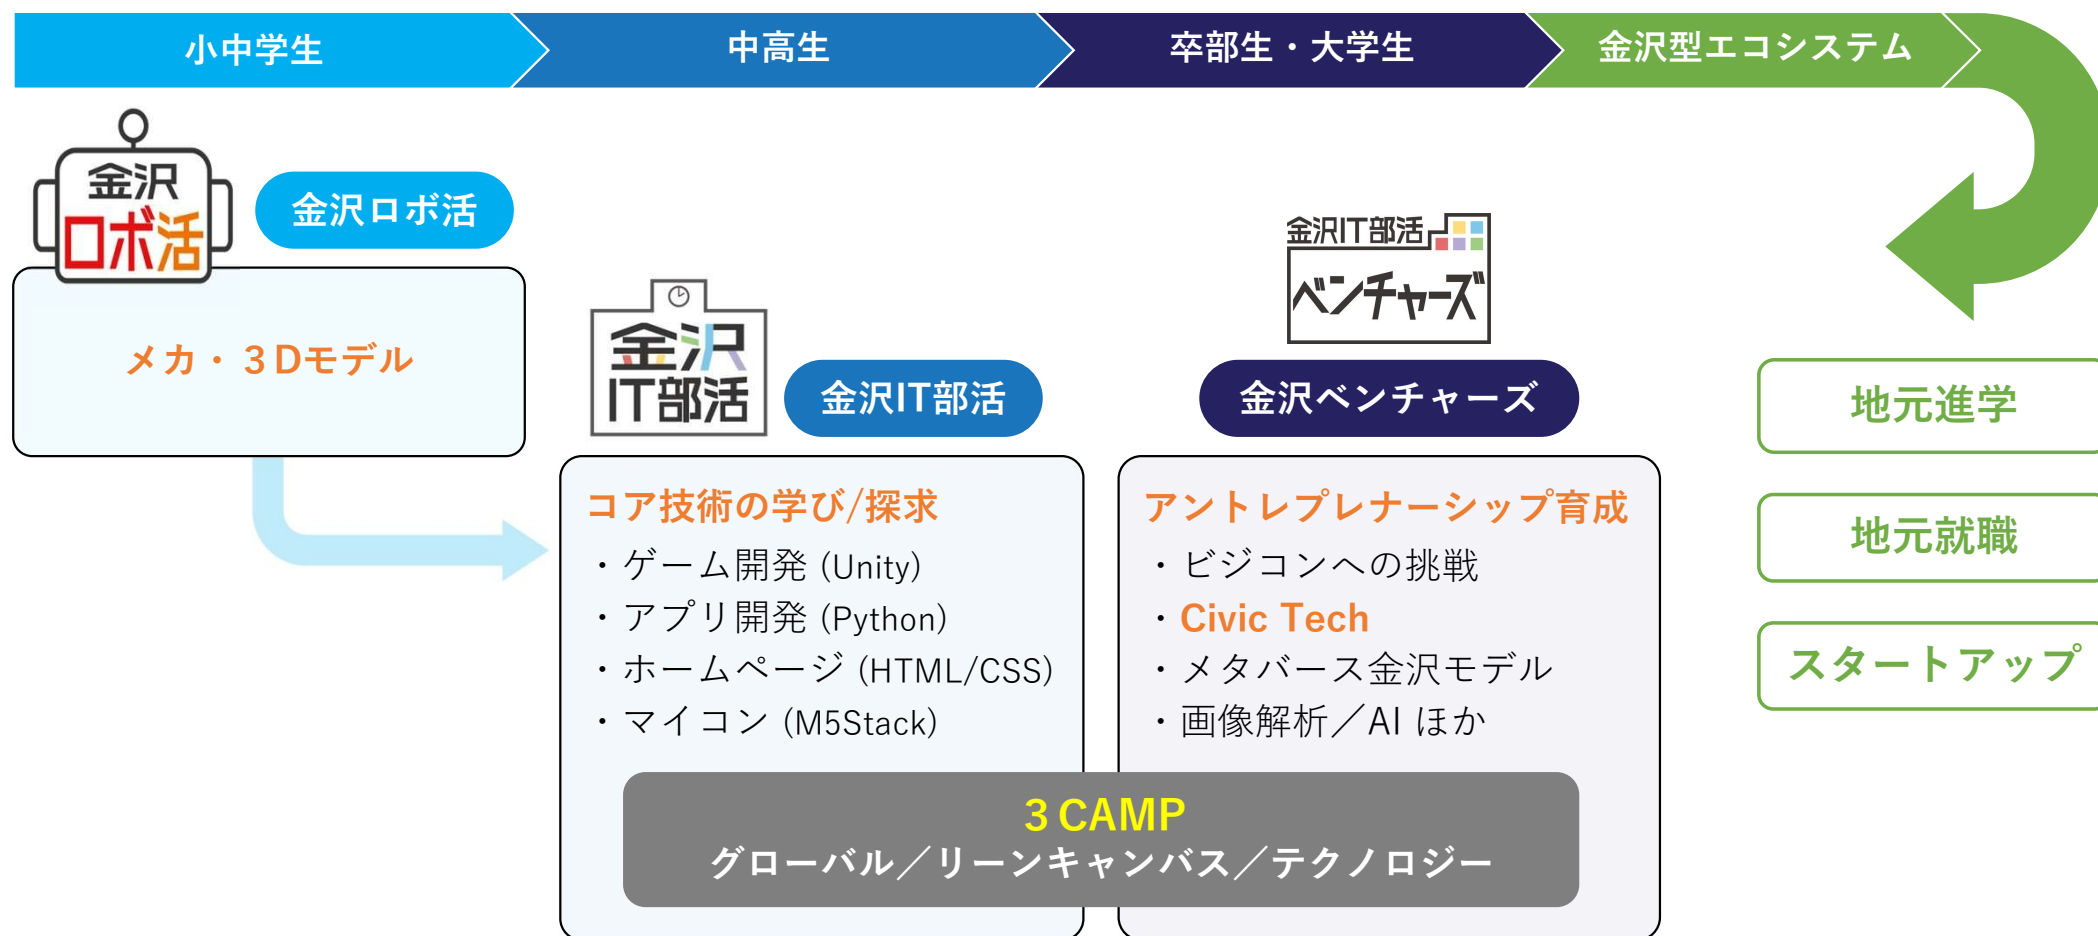 小中学生
中高生
卒部生・大学生
金沢型エコシステム
金沢
ロボ活
金沢ロボ活
メカ・３Dモデル
金沢
IT部活
金沢IT部活
コア技術の学び/探求
・ゲーム開発 (Unity)
・アプリ開発 (Python)
・ホームページ (HTML/CSS)
・マイコン (M5Stack)
金沢IT部活
ベンチャーズ
金沢ベンチャーズ
アントレプレナーシップ育成
・ビジコンへの挑戦
・Civic Tech
・メタバース金沢モデル
・画像解析／AI ほか
３CAMP
グローバル／リーンキャンバス／テクノロジー
地元進学
地元就職
スタートアップ